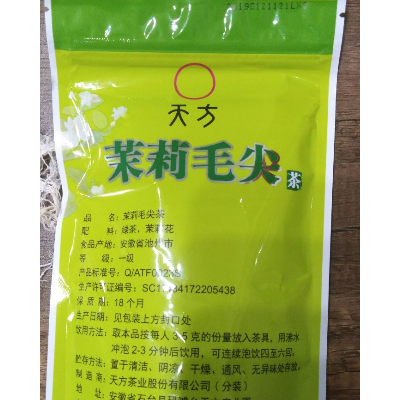 天方
茉莉毛尖
茶
品 名：茉莉毛尖茶
配 料：绿茶，茉莉花
食品产地：安徽省池州市
等 级：一级
产品标准号：
生产许可证编号：
保 质 期：18个月
生产日期：见包装上方封口处
饮用方法：取本品按每人3-5克的份量放入茶具，用沸水
冲泡2-3分钟后饮用，可连续泡饮四至六回。
贮存方法：置于清洁、阴凉、干燥、通风、无异味处存放。
制造商：天方茶业股份有限公司（分装）